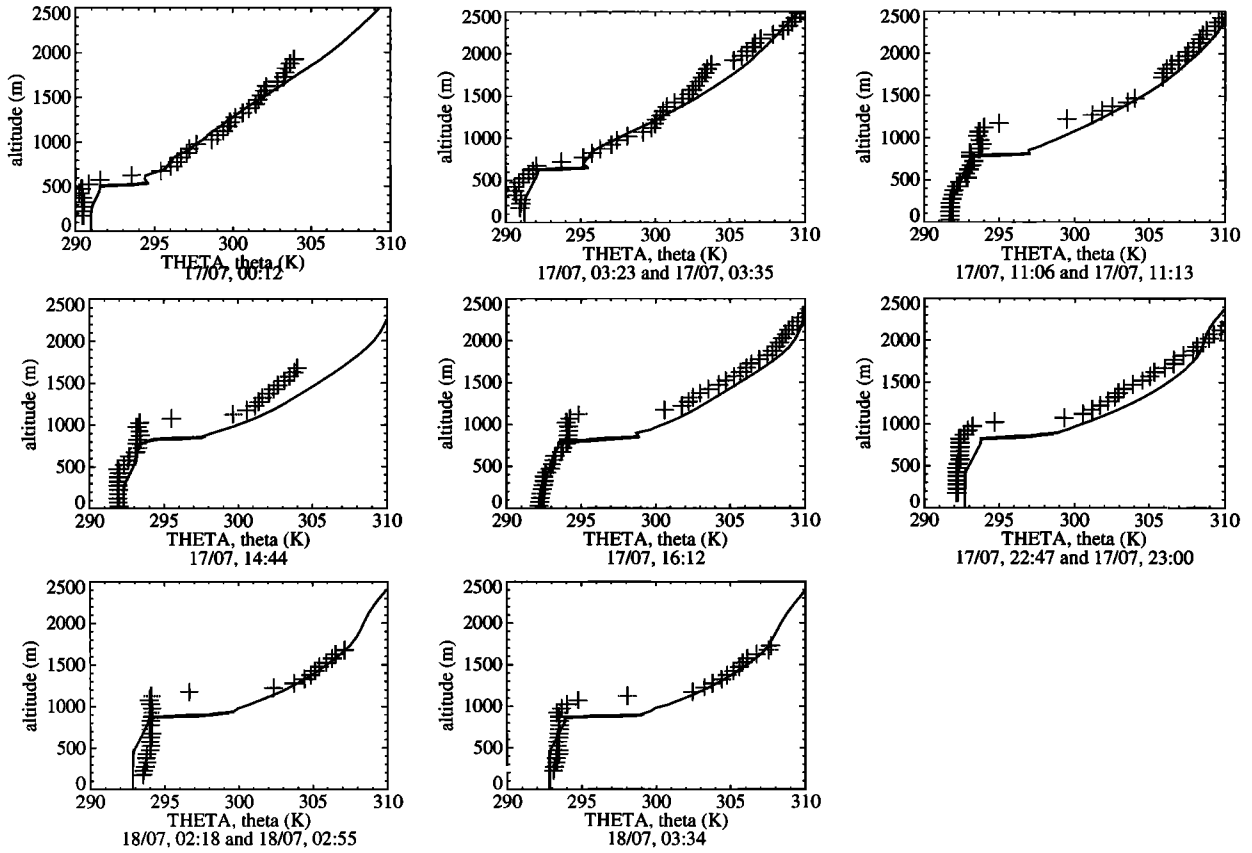 2500
2000
1500
1000
500
0
altitude (m)
290 295 300 305 310
THETA, theta (K)
17/07, 00:12
2500
2000
1500
1000
500
0
altitude (m)
290 295 300 305 310
THETA, theta (K)
17/07, 03:23 and 17/07, 03:35
2500
2000
1500
1000
500
0
altitude (m)
290 295 300 305 310
THETA, theta (K)
17/07, 11:06 and 17/07, 11:13
2500
2000
1500
1000
500
0
altitude (m)
290 295 300 305 310
THETA, theta (K)
17/07, 14:44
2500
2000
1500
1000
500
0
altitude (m)
290 295 300 305 310
THETA, theta (K)
17/07, 16:12
2500
2000
1500
1000
500
0
altitude (m)
290 295 300 305 310
THETA, theta (K)
17/07, 22:47 and 17/07, 23:00
2500
2000
1500
1000
500
0
altitude (m)
290 295 300 305 310
THETA, theta (K)
18/07, 02:18 and 18/07, 02:55
2500
2000
1500
1000
500
0
altitude (m)
290 295 300 305 310
THETA, theta (K)
18/07, 03:34